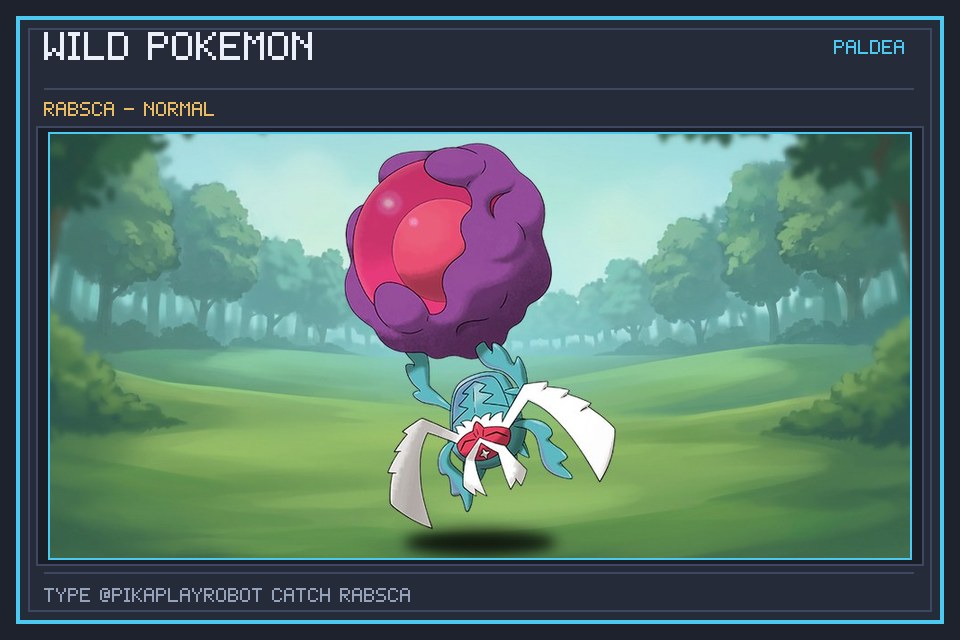 WILD POKEMON
PALDEA
RABSCA - NORMAL
TYPE @PIKAPLAYROBOT CATCH RABSCA